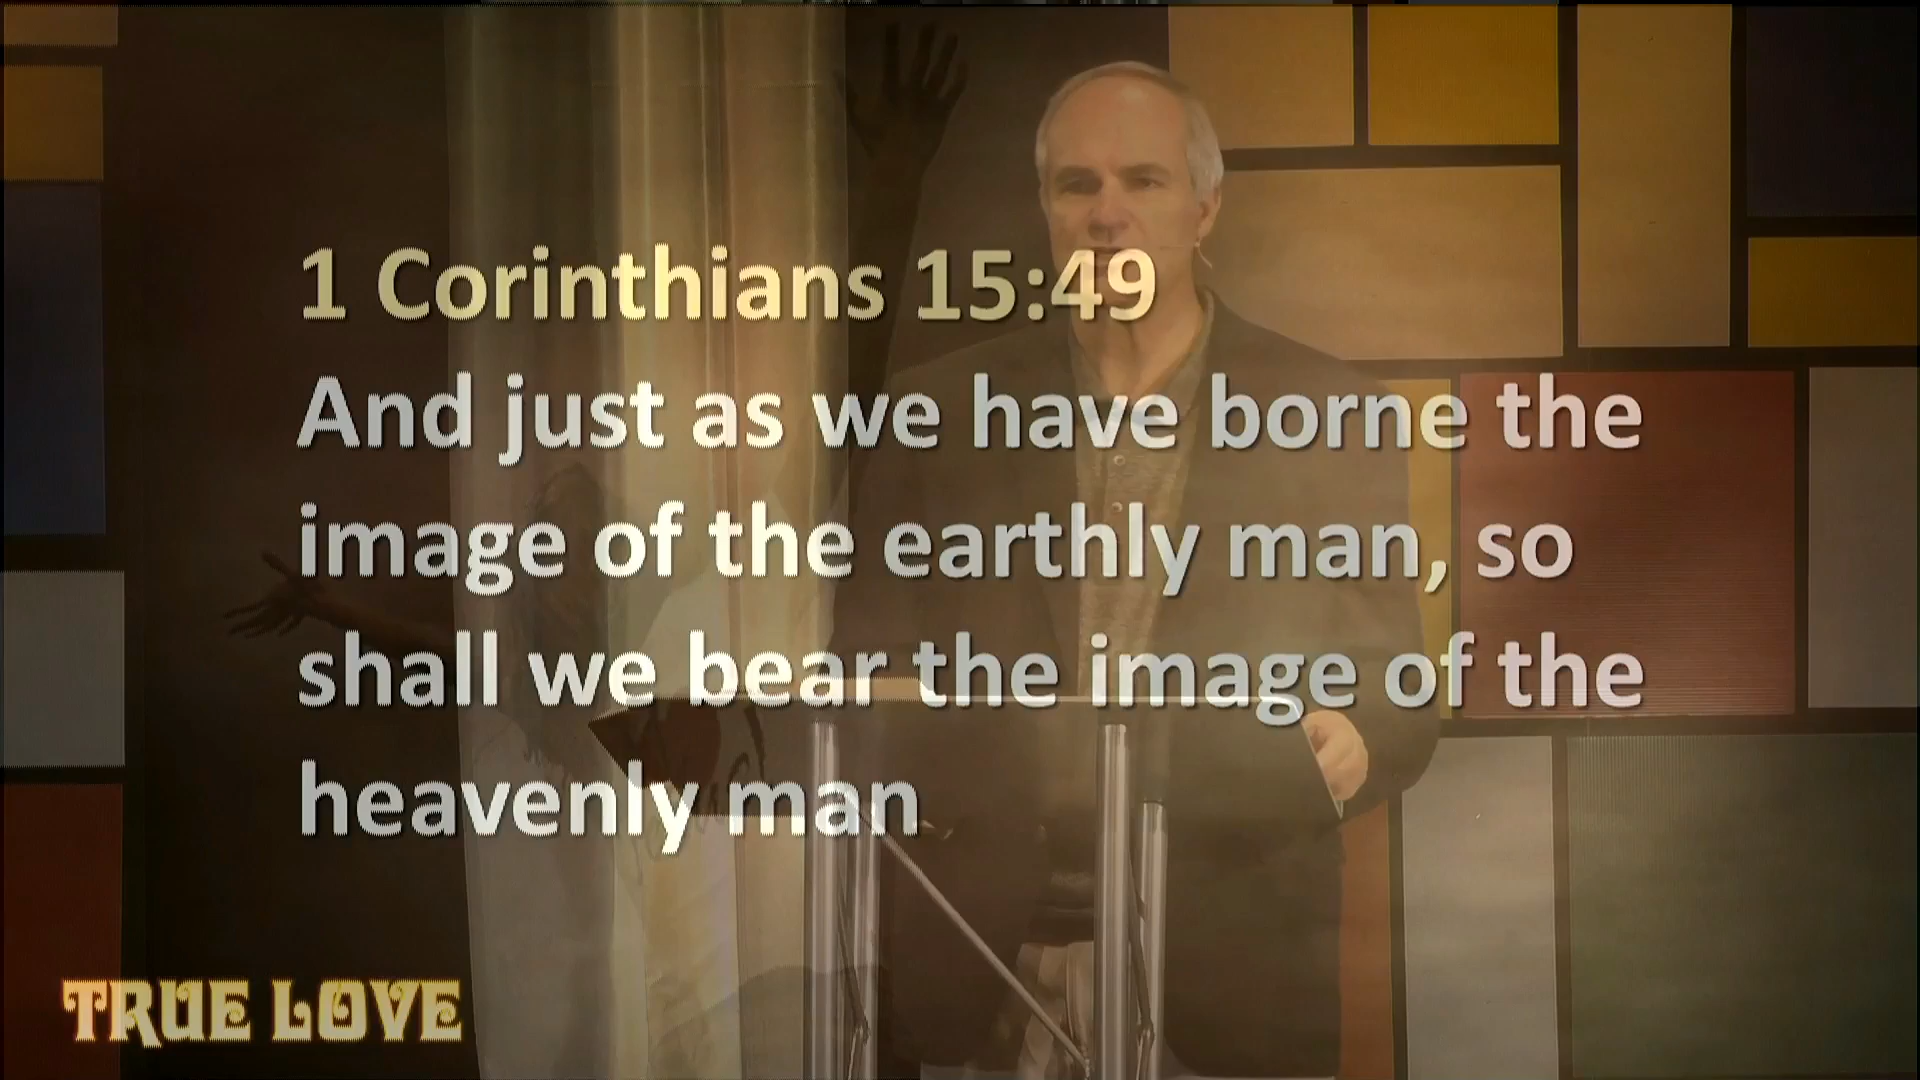 1 Corinthians 15:49
And just as we have borne the
image of the earthly man, so
shall we bear the image of the
heavenly man
TRUE LOVE